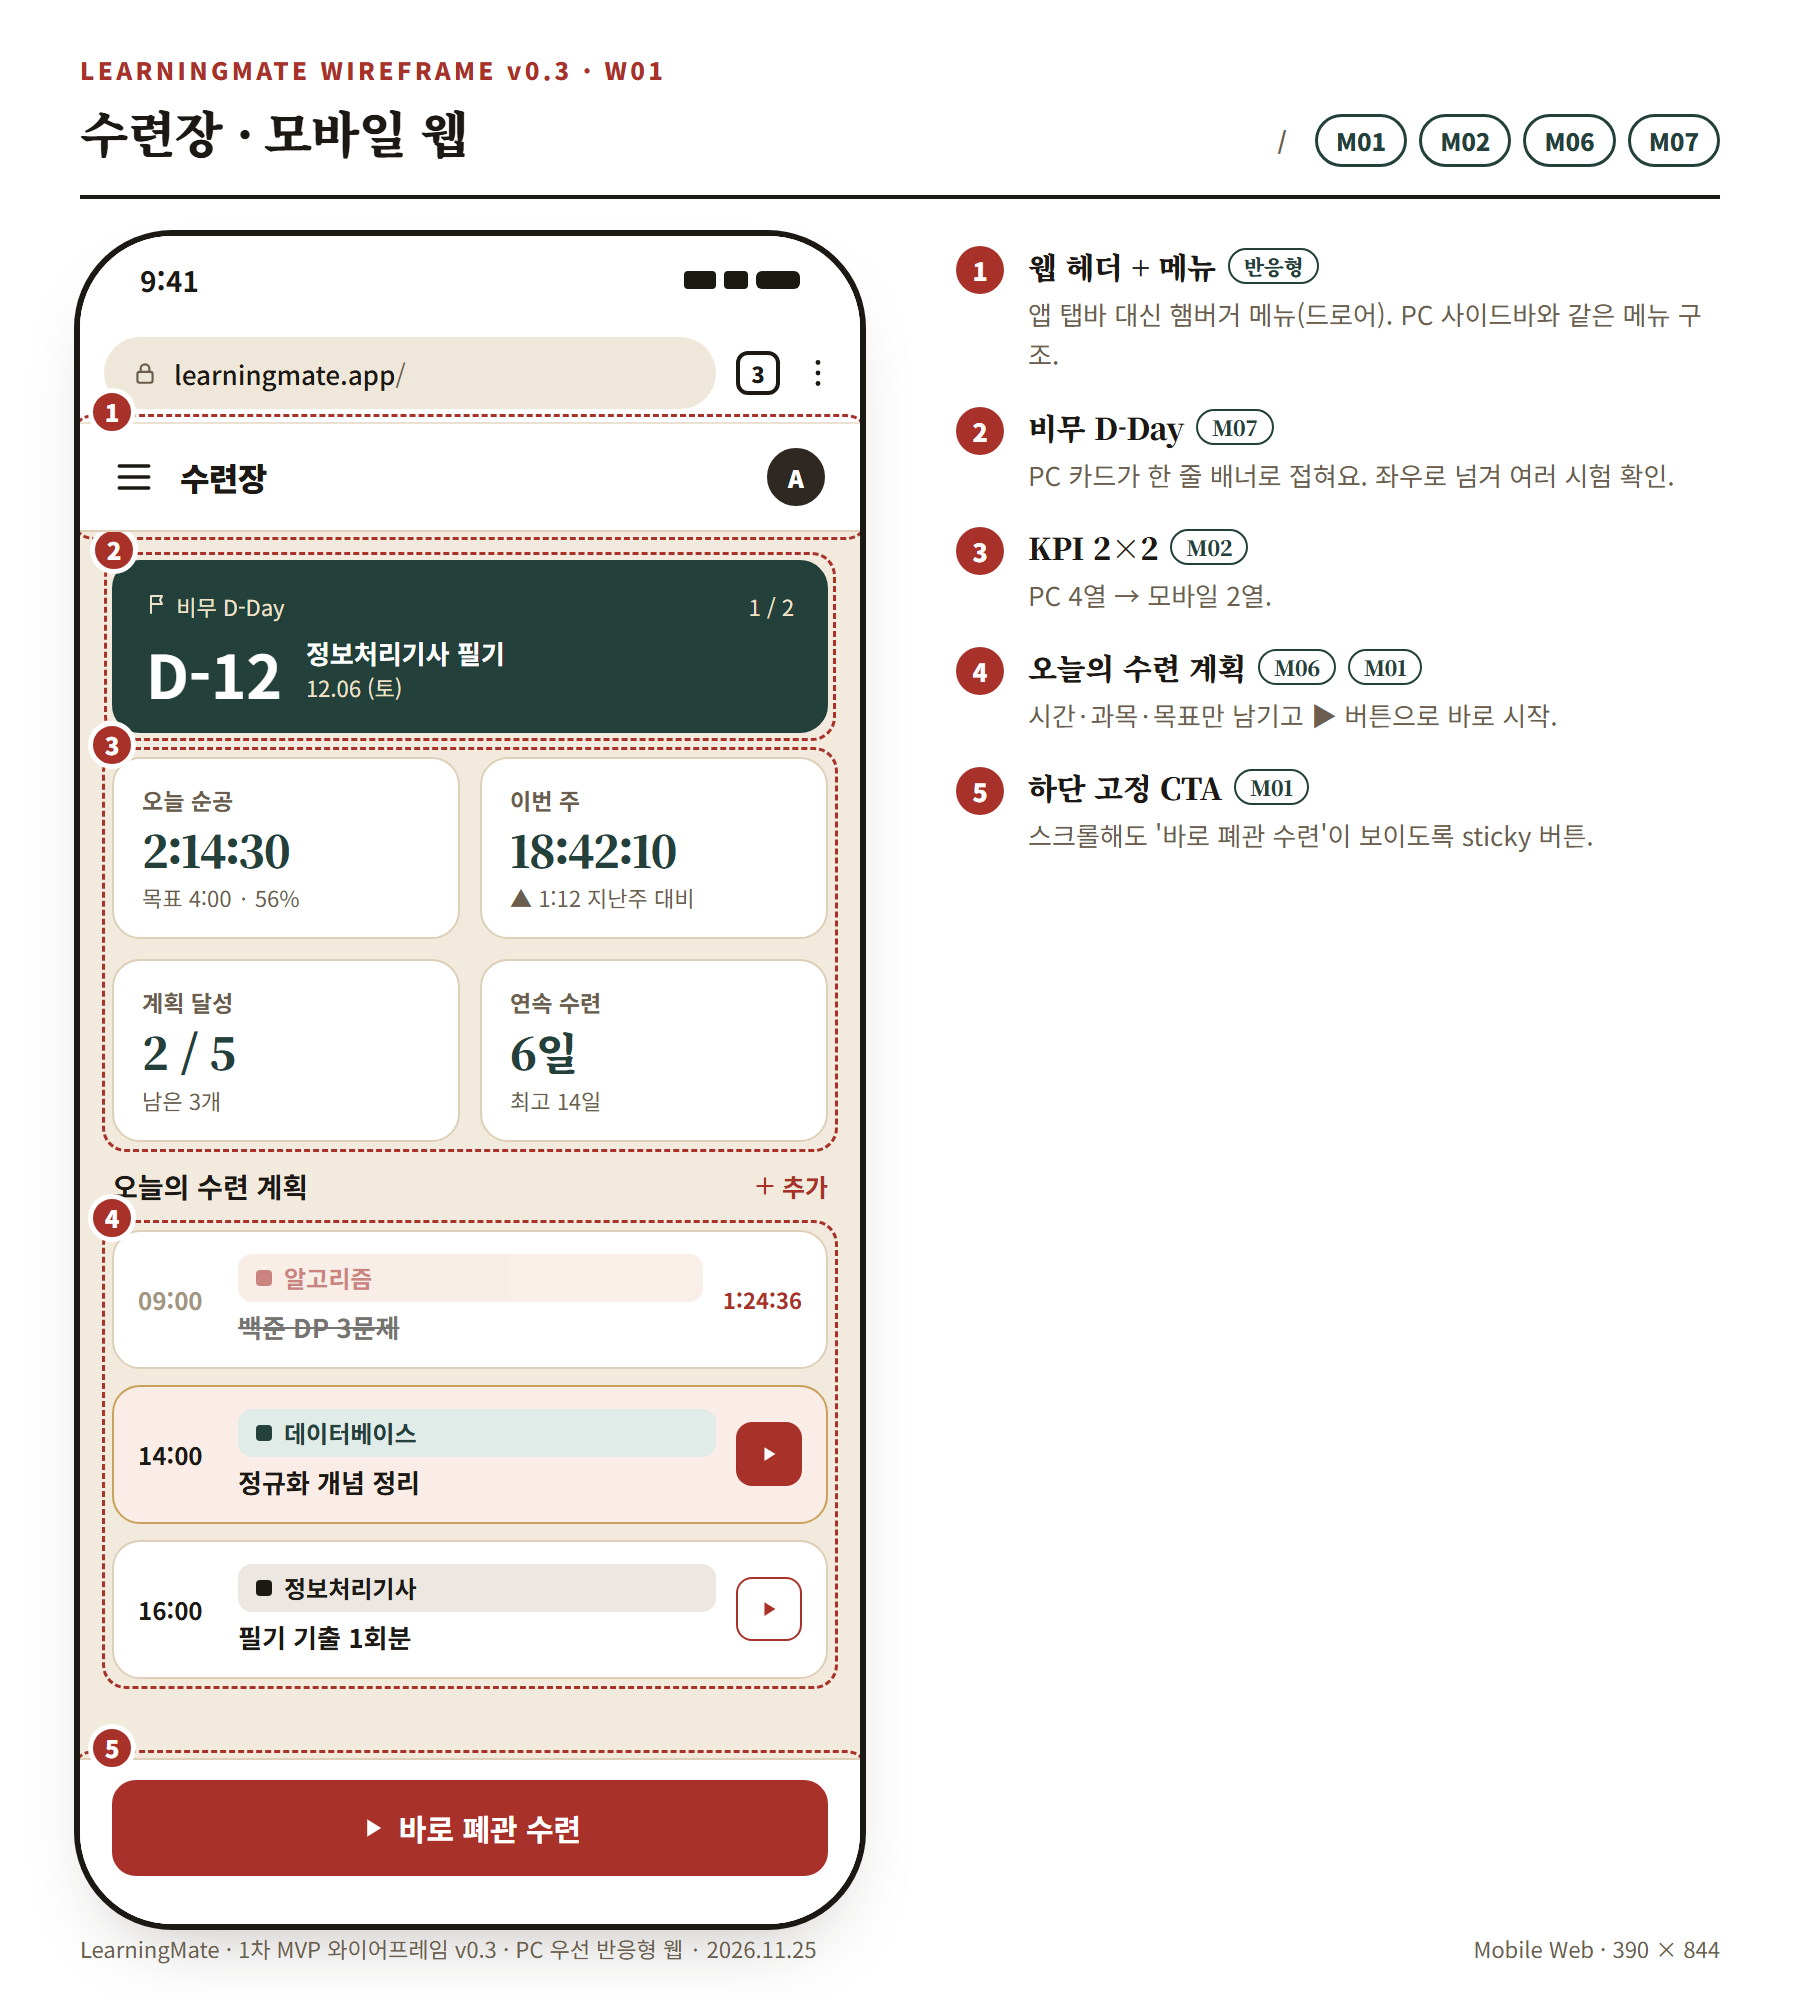 LEARNINGMATE WIREFRAME v0.3 · W01
수련장 · 모바일 웹
/ M01 M02 M06 M07
9:41
learningmate.app/
3
1
수련장
A
2
비무 D-Day
1 / 2
D-12
정보처리기사 필기
12.06 (토)
3
오늘 순공
2:14:30
목표 4:00 · 56%
이번 주
18:42:10
▲ 1:12 지난주 대비
계획 달성
2 / 5
남은 3개
연속 수련
6일
최고 14일
오늘의 수련 계획
+ 추가
4
09:00
알고리즘
백준 DP 3문제
1:24:36
14:00
데이터베이스
정규화 개념 정리
16:00
정보처리기사
필기 기출 1회분
5
바로 폐관 수련
1 웹 헤더 + 메뉴 반응형
앱 탭바 대신 햄버거 메뉴(드로어). PC 사이드바와 같은 메뉴 구
조.
2 비무 D-Day M07
PC 카드가 한 줄 배너로 접혀요. 좌우로 넘겨 여러 시험 확인.
3 KPI 2×2 M02
PC 4열 → 모바일 2열.
4 오늘의 수련 계획 M06 M01
시간·과목·목표만 남기고 ▶ 버튼으로 바로 시작.
5 하단 고정 CTA M01
스크롤해도 '바로 폐관 수련'이 보이도록 sticky 버튼.
LearningMate · 1차 MVP 와이어프레임 v0.3 · PC 우선 반응형 웹 · 2026.11.25
Mobile Web · 390 × 844